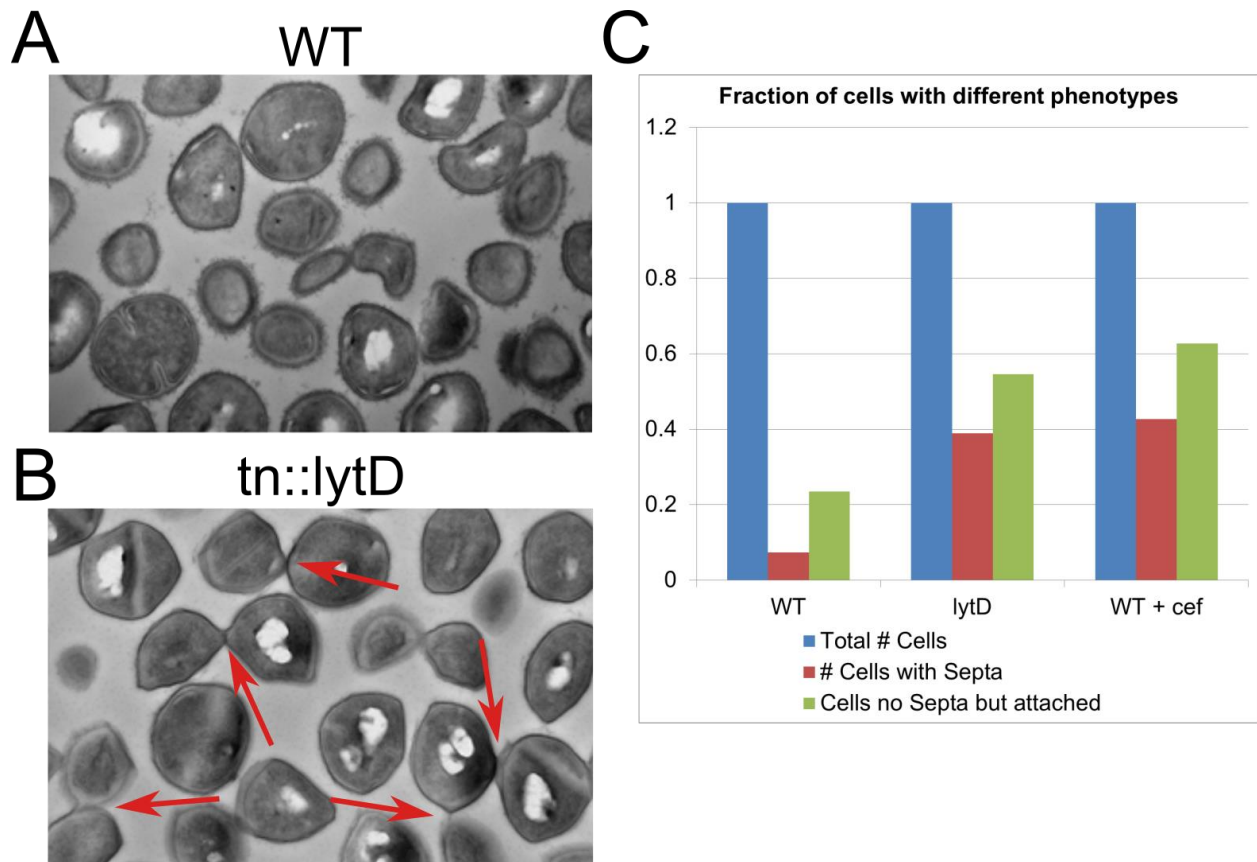 A
WT
B
tn::lytD
C
Fraction of cells with different phenotypes
1.2
1
0.8
0.6
0.4
0.2
0
WT
lytD
WT + cef
Total # Cells
# Cells with Septa
Cells no Septa but attached